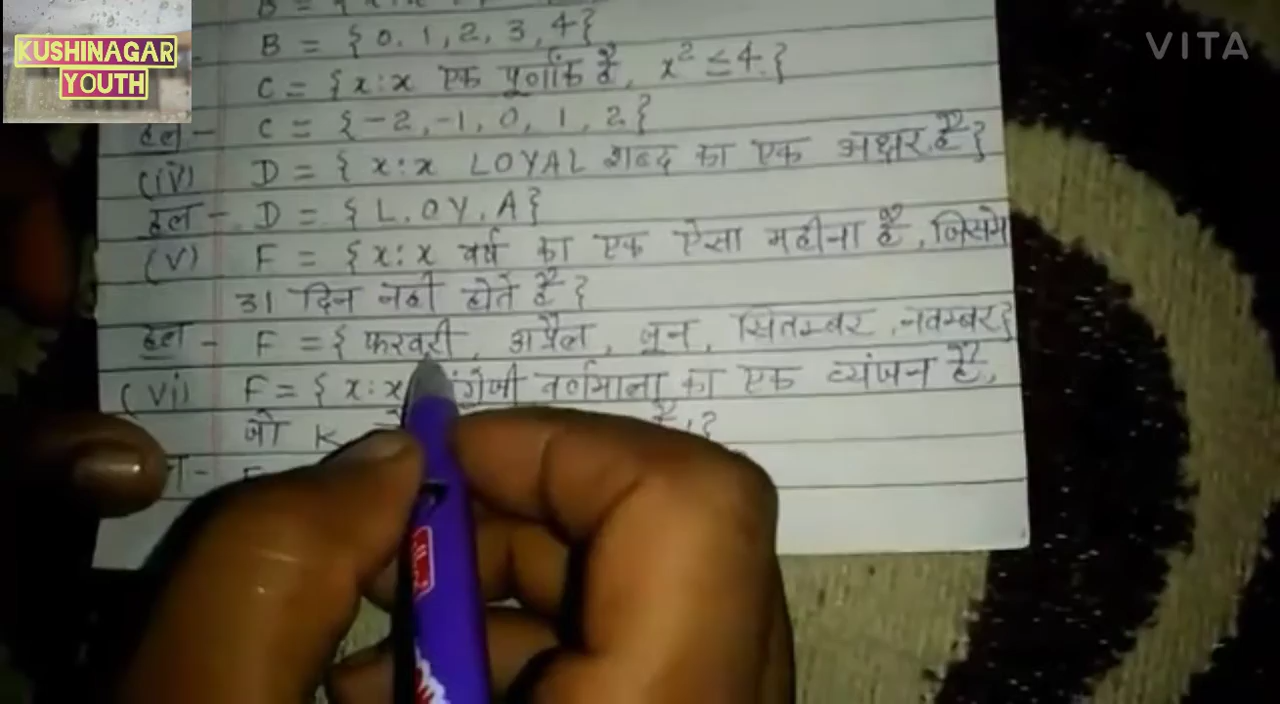 KUSHINAGAR
YOUTH
VITA
B = { 0, 1, 2, 3, 4}
C = { x : x एक पूर्णांक है, x² ≤ 4.}
हल - C = {-2, -1, 0, 1, 2}
(iv) D = { x : x LOYAL शब्द का एक अक्षर है}
हल - D = { L, O Y, A}
(v) F = { x : x वर्ष का एक ऐसा महीना है, जिसमे
31 दिन नही होते है}
हल - F = { फरवरी, अप्रैल, जून, सितम्बर, नवम्बर}
(vi) F = { x : x वर्णमाला का एक व्यंजन है,
जो K